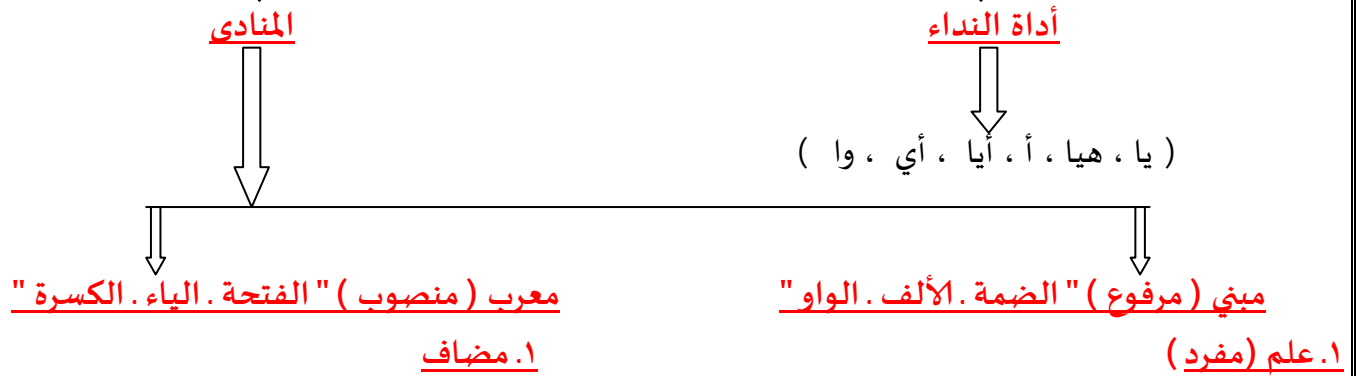 أداة النداء المنادى
( يا ، هيا ، أ ، أيا ، أي ، وا )
مبني ( مرفوع ) " الضمة . الألف . الواو " معرب ( منصوب ) " الفتحة . الياء . الكسرة "
١. علم (مفرد ) ١. مضاف